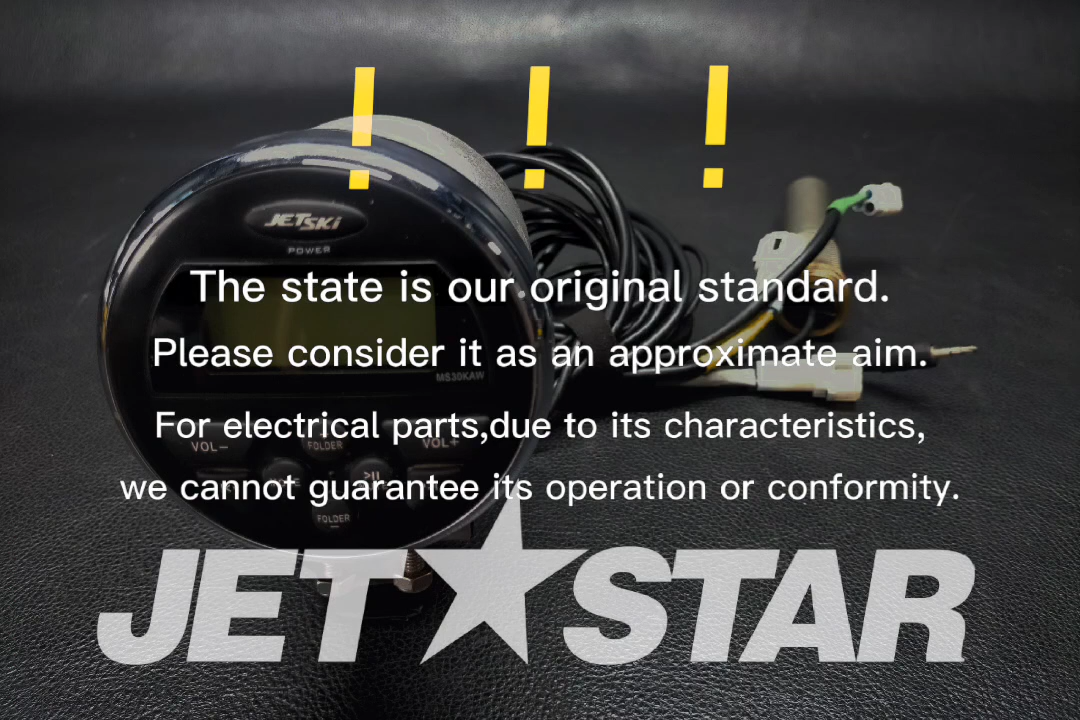 ! ! !
JETSKI
POWER
The state is our original standard.
Please consider it as an approximate aim.
MS30KAW
For electrical parts,due to its characteristics,
VOL− FOLDER VOL+
we cannot guarantee its operation or conformity.
FOLDER
JET★STAR